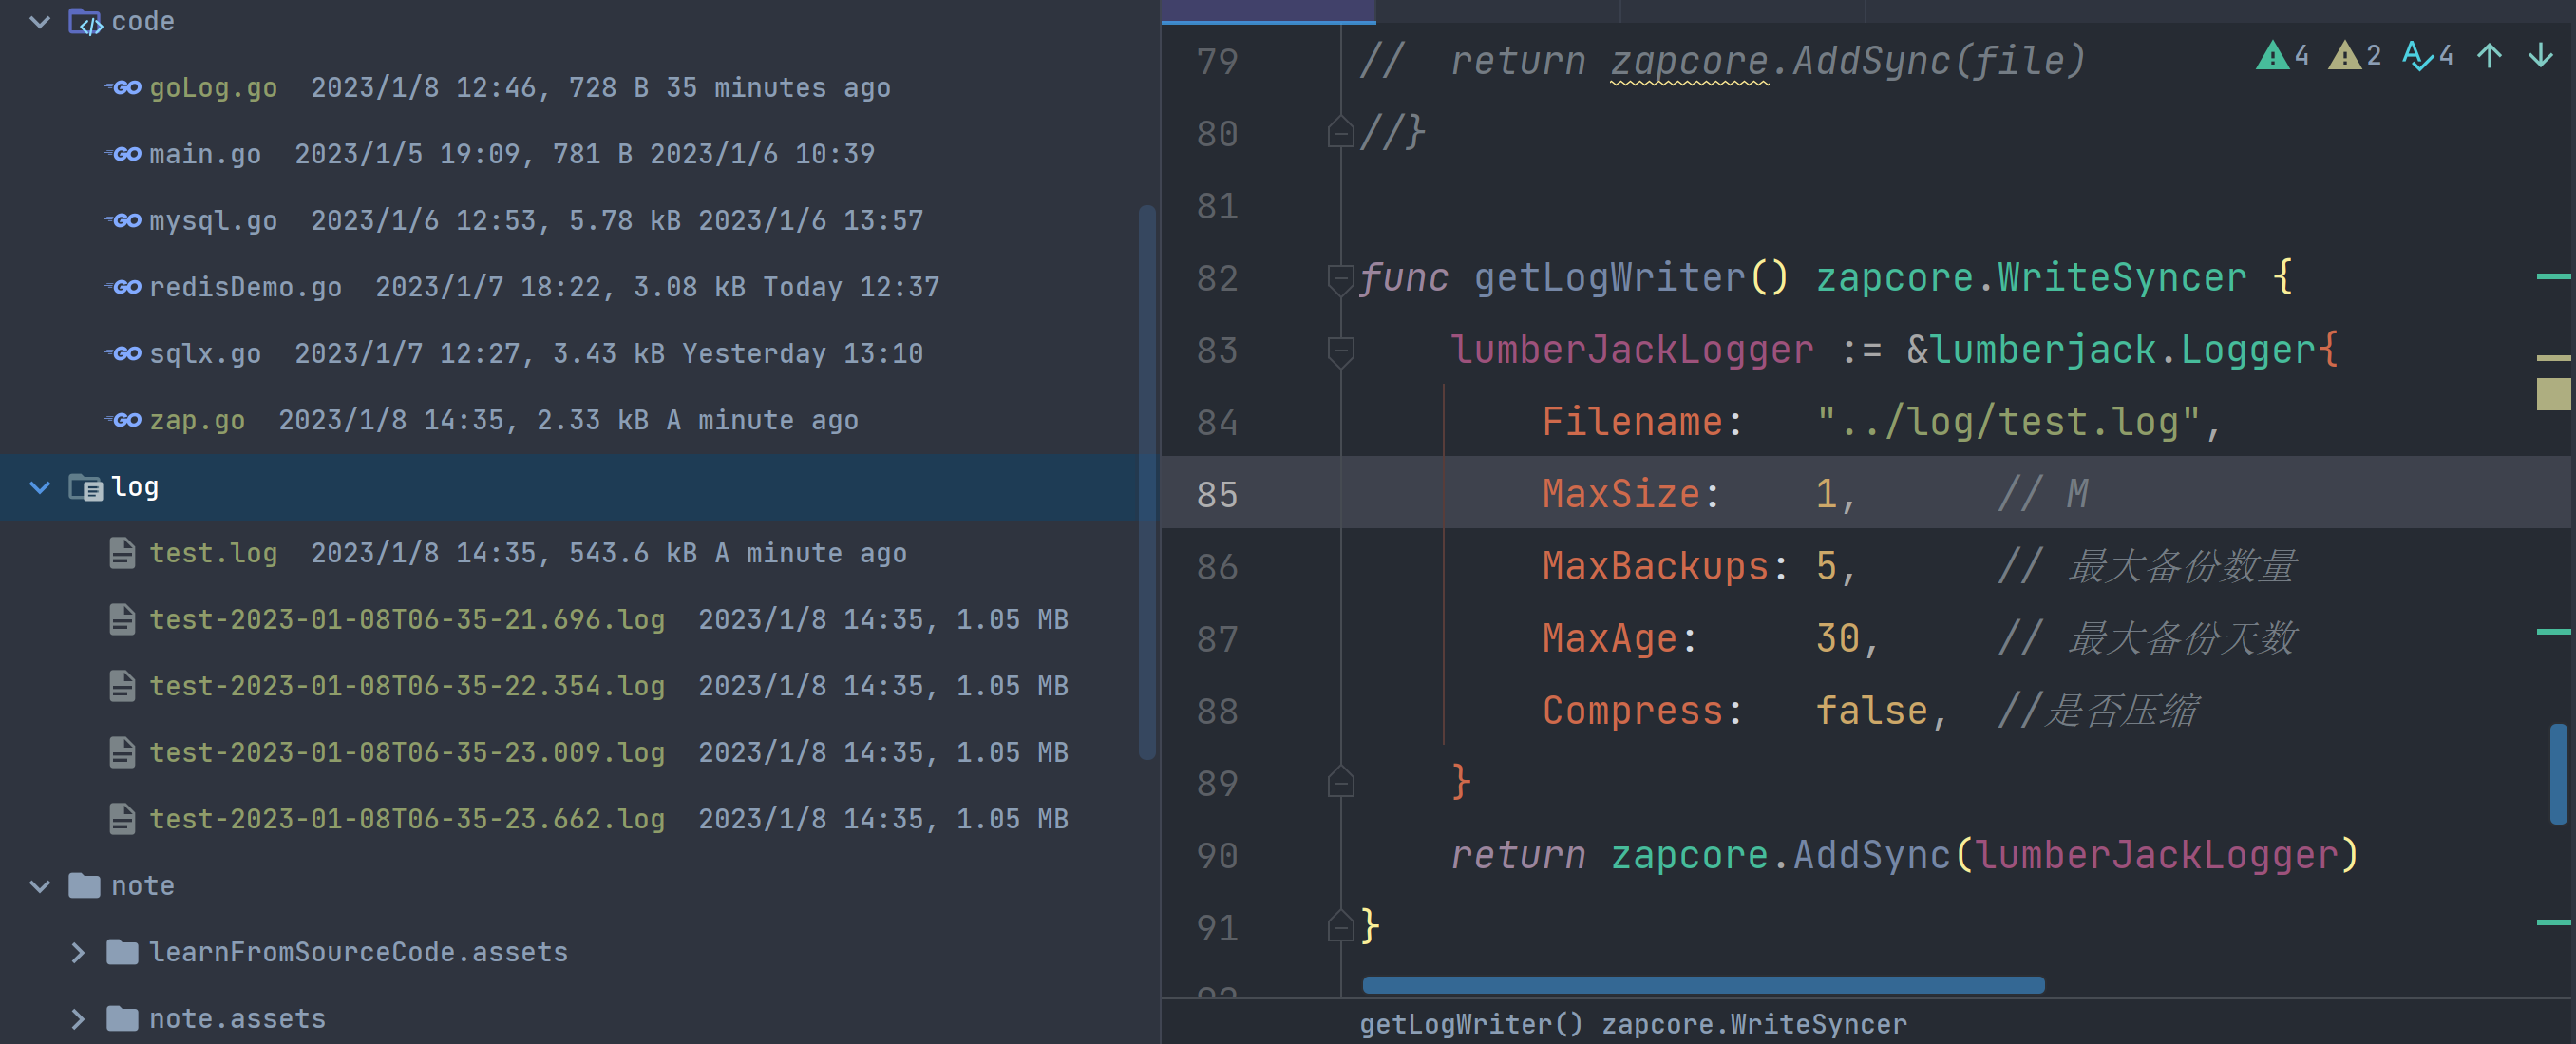 code
goLog.go 2023/1/8 12:46, 728 B 35 minutes ago
main.go 2023/1/5 19:09, 781 B 2023/1/6 10:39
mysql.go 2023/1/6 12:53, 5.78 kB 2023/1/6 13:57
redisDemo.go 2023/1/7 18:22, 3.08 kB Today 12:37
sqlx.go 2023/1/7 12:27, 3.43 kB Yesterday 13:10
zap.go 2023/1/8 14:35, 2.33 kB A minute ago
log
test.log 2023/1/8 14:35, 543.6 kB A minute ago
test-2023-01-08T06-35-21.696.log 2023/1/8 14:35, 1.05 MB
test-2023-01-08T06-35-22.354.log 2023/1/8 14:35, 1.05 MB
test-2023-01-08T06-35-23.009.log 2023/1/8 14:35, 1.05 MB
test-2023-01-08T06-35-23.662.log 2023/1/8 14:35, 1.05 MB
note
learnFromSourceCode.assets
note.assets
79 // return zapcore.AddSync(file)
4 2 4
80 //}
81
82 func getLogWriter() zapcore.WriteSyncer {
83 lumberJackLogger := &lumberjack.Logger{
84 Filename: "../log/test.log",
85 MaxSize: 1, // M
86 MaxBackups: 5, // 最大备份数量
87 MaxAge: 30, // 最大备份天数
88 Compress: false, //是否压缩
89 }
90 return zapcore.AddSync(lumberJackLogger)
91 }
getLogWriter() zapcore.WriteSyncer